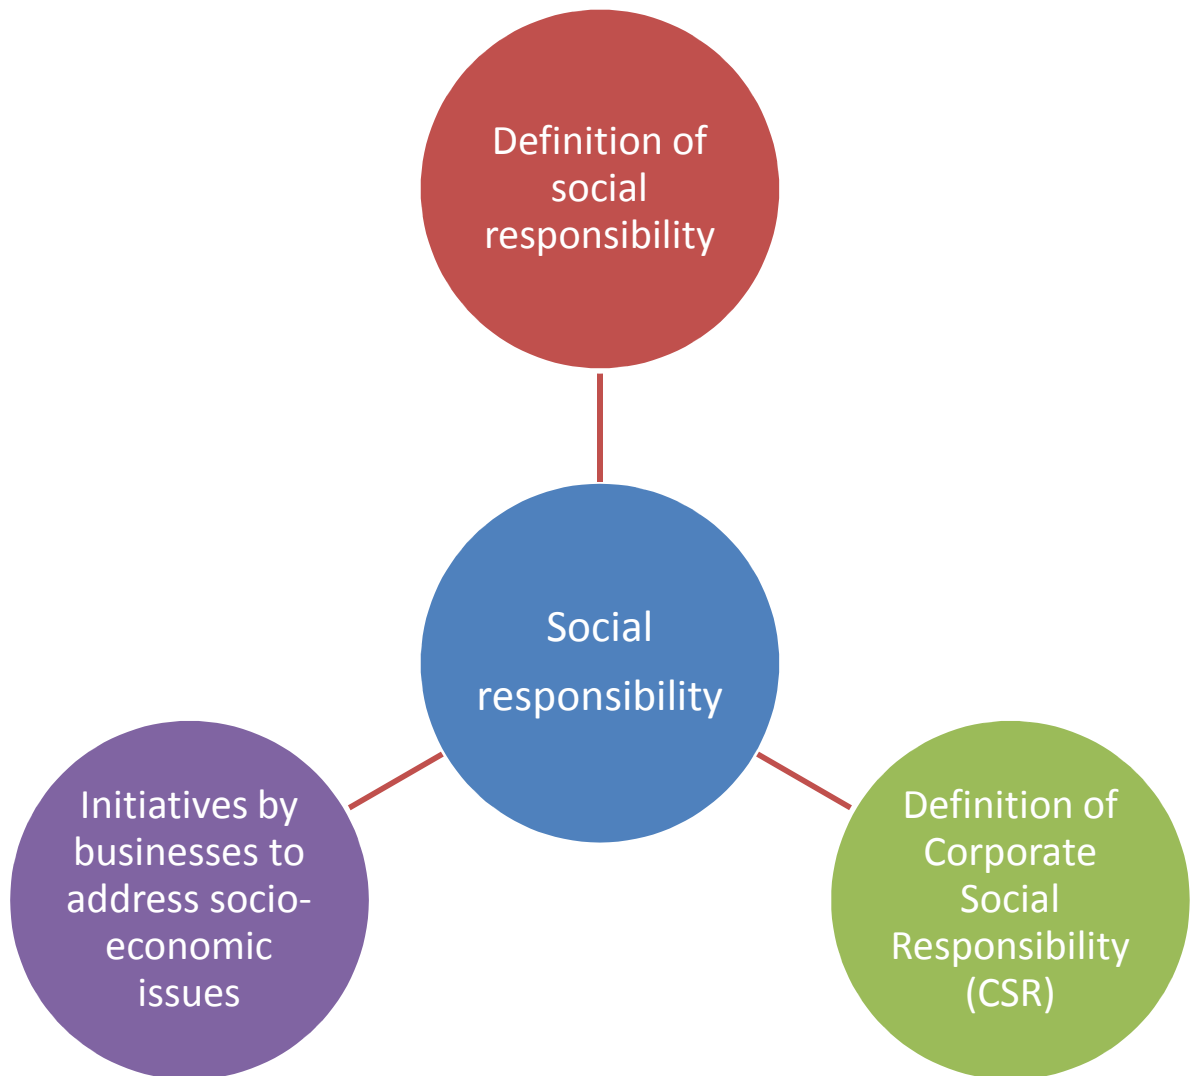 Definition of
social
responsibility
Social
responsibility
Initiatives by
businesses to
address socio-
economic
issues
Definition of
Corporate
Social
Responsibility
(CSR)